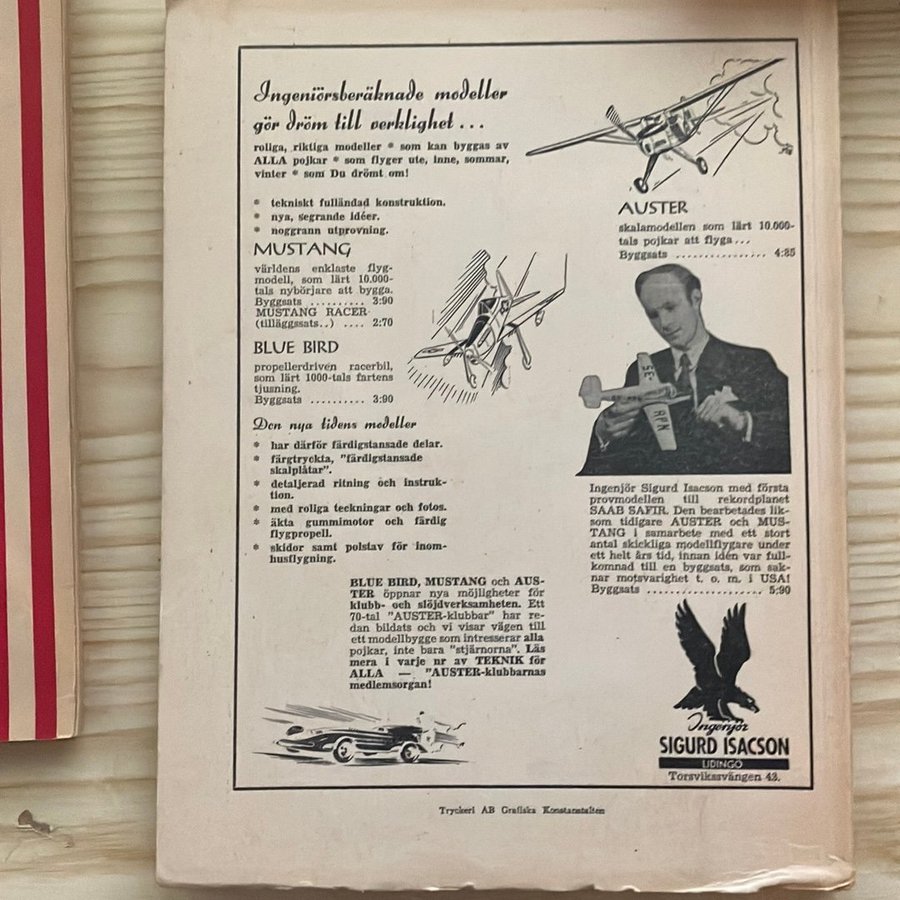 Ingeniörsberäknade modeller
gör dröm till verklighet...
roliga, riktiga modeller * som kan byggas av
ALLA pojkar * som flyger ute, inne, sommar,
vinter * som Du drömt om!
* tekniskt fulländad konstruktion.
* nya, segrande idéer.
* noggrann utprovning.
MUSTANG
världens enklaste flyg-
modell, som lärt 10.000-
tals nybörjare att bygga.
Byggsats .......... 3:90
MUSTANG RACER
(tilläggssats..) .... 2:70
BLUE BIRD
propellerdriven racerbil,
som lärt 1000-tals fartens
tjusning.
Byggsats .......... 3:90
Den nya tidens modeller
* har därför färdigstansade delar.
* färgtryckta, "färdigstansade
skalplåtar".
* detaljerad ritning och instruk-
tion.
* med roliga teckningar och fotos.
* äkta gummimotor och färdig
flygpropell.
* skidor samt polstav för inom-
husflygning.
BLUE BIRD, MUSTANG och AUS-
TER öppnar nya möjligheter för
klubb- och slöjdverksamheten. Ett
70-tal "AUSTER-klubbar" har re-
dan bildats och vi visar vägen till
ett modellbygge som intresserar alla
pojkar, inte bara "stjärnorna". Läs
mera i varje nr av TEKNIK för
ALLA — "AUSTER-klubbarnas
medlemsorgan!
AUSTER
skalamodellen som lärt 10.000-
tals pojkar att flyga...
Byggsats ................ 4:85
SE-
APN
Ingenjör Sigurd Isacson med första
provmodellen till rekordplanet
SAAB SAFIR. Den bearbetades lik-
som tidigare AUSTER och MUS-
TANG i samarbete med ett stort
antal skickliga modellflygare under
ett helt års tid, innan idén var full-
komnad till en byggsats, som sak-
nar motsvarighet t. o. m. i USA!
Byggsats .................... 5:90
Ingenjör
SIGURD ISACSON
LIDINGÖ
Torsviksvängen 43.
Tryckeri AB Grafiska Konstanstalten